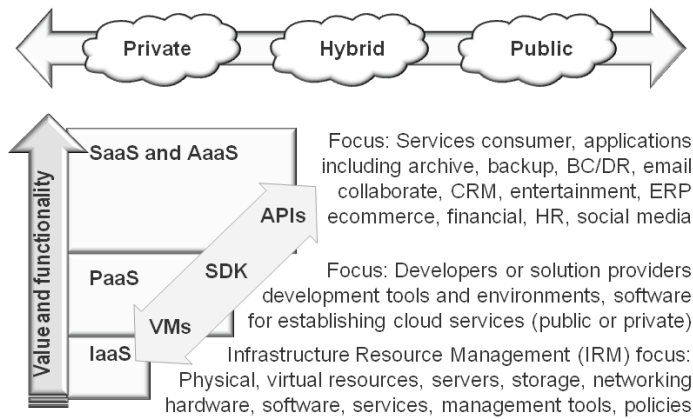 Private
Hybrid
Public
Value and functionality
SaaS and AaaS
APIs
Focus: Services consumer, applications
including archive, backup, BC/DR, email
collaborate, CRM, entertainment, ERP
ecommerce, financial, HR, social media
PaaS
SDK
Focus: Developers or solution providers
development tools and environments, software
for establishing cloud services (public or private)
VMs
IaaS
Infrastructure Resource Management (IRM) focus:
Physical, virtual resources, servers, storage, networking
hardware, software, services, management tools, policies